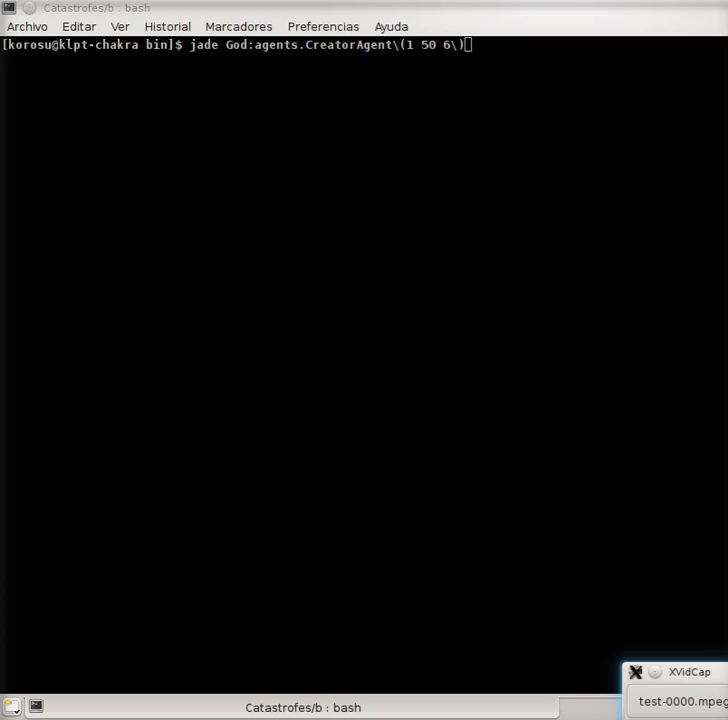 Catastrofes/b : bash
Archivo Editar Ver Historial Marcadores Preferencias Ayuda
[korosu@klpt-chakra bin]$ jade God:agents.CreatorAgent\(1 50 6\)
XVidCap
test-0000.mpeg
Catastrofes/b : bash